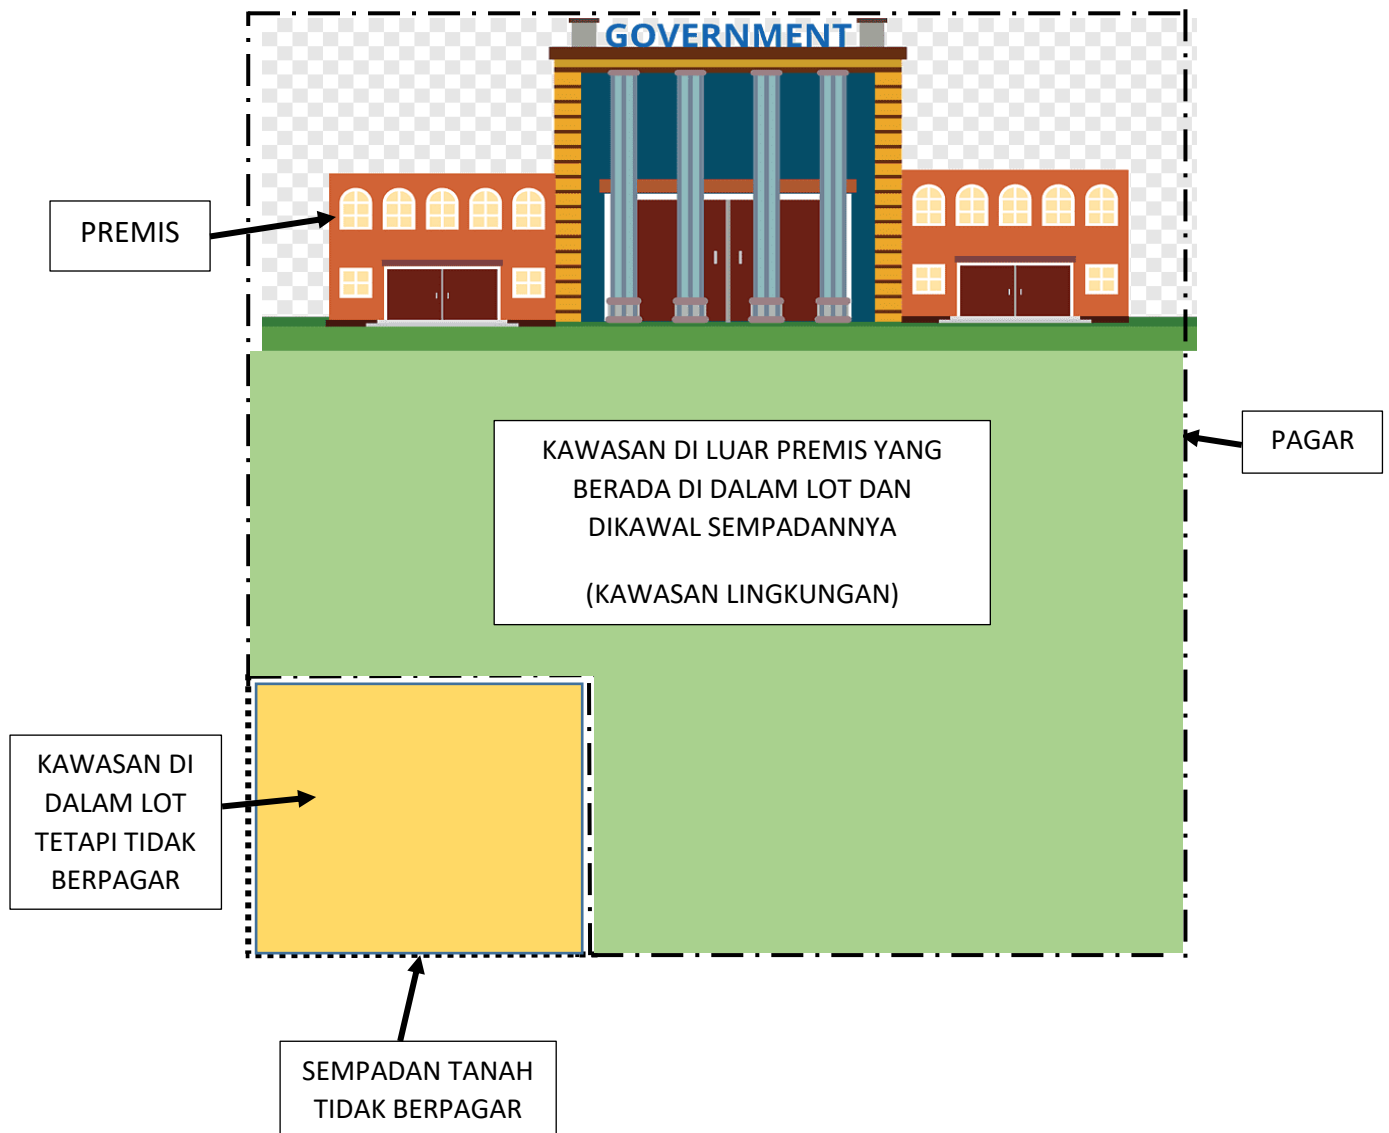 GOVERNMENT
PREMIS
KAWASAN DI LUAR PREMIS YANG
BERADA DI DALAM LOT DAN
DIKAWAL SEMPADANNYA
(KAWASAN LINGKUNGAN)
PAGAR
KAWASAN DI
DALAM LOT
TETAPI TIDAK
BERPAGAR
SEMPADAN TANAH
TIDAK BERPAGAR